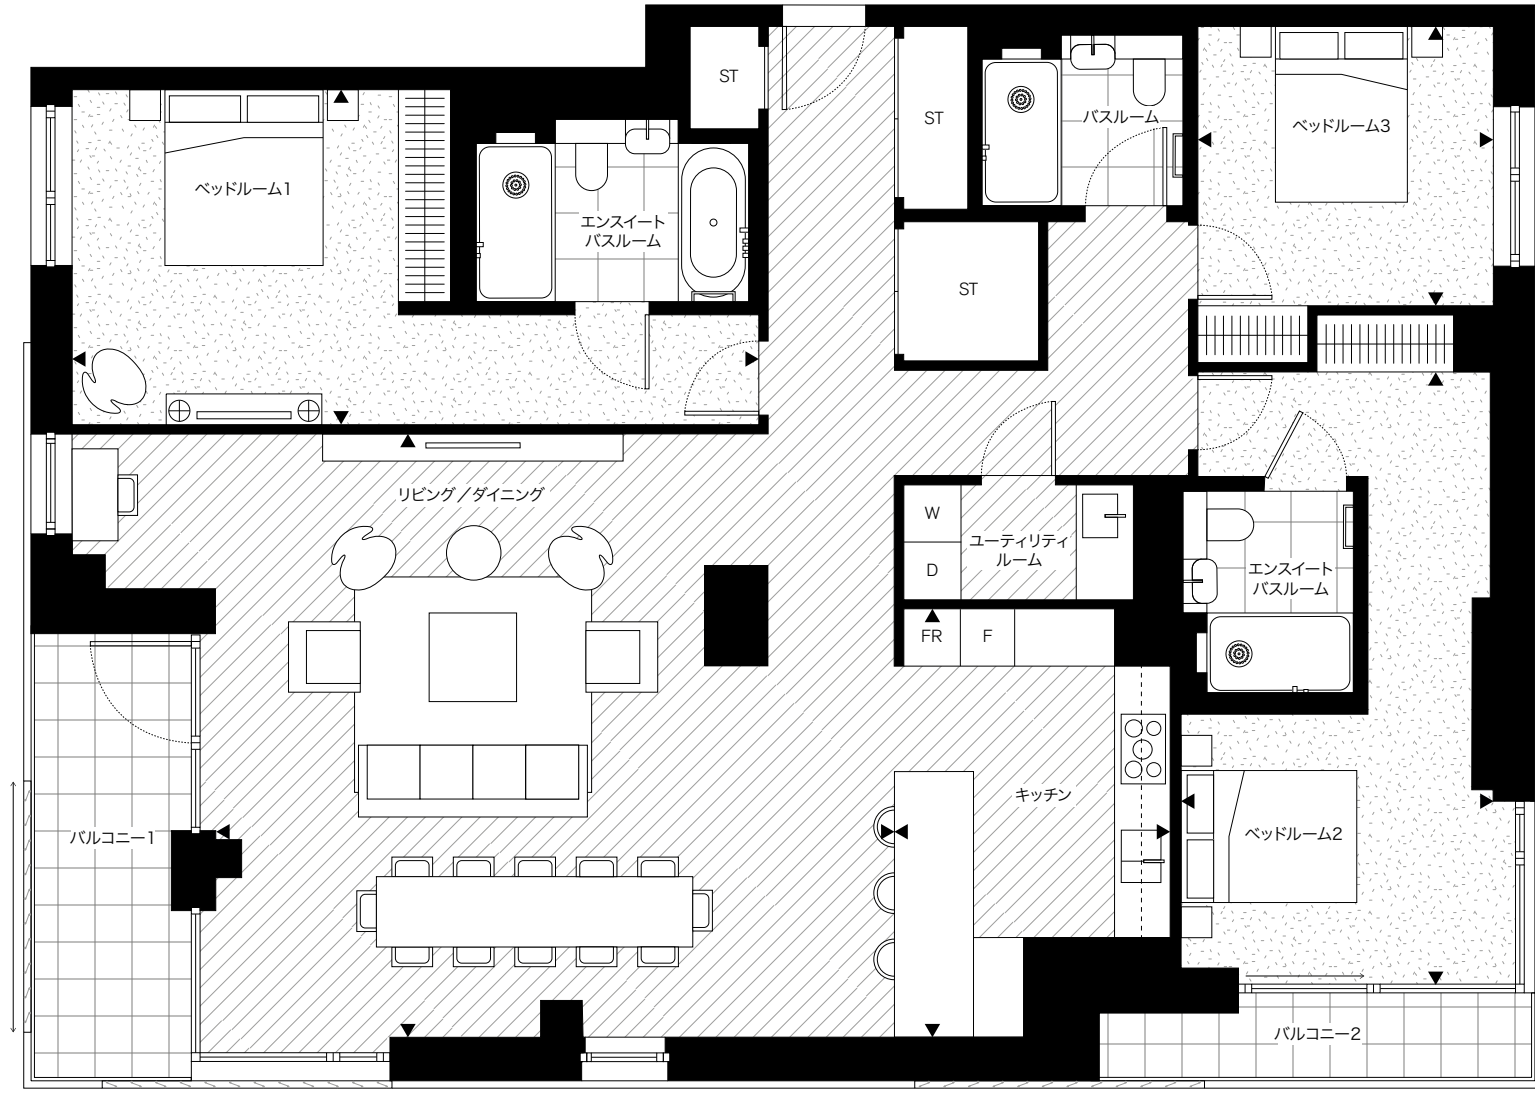 ST
ST
バスルーム
ベッドルーム3
ベッドルーム1
エンスイート
バスルーム
ST
リビング／ダイニング
W
D
ユーティリティ
ルーム
エンスイート
バスルーム
FR
F
キッチン
バルコニー1
ベッドルーム2
バルコニー2